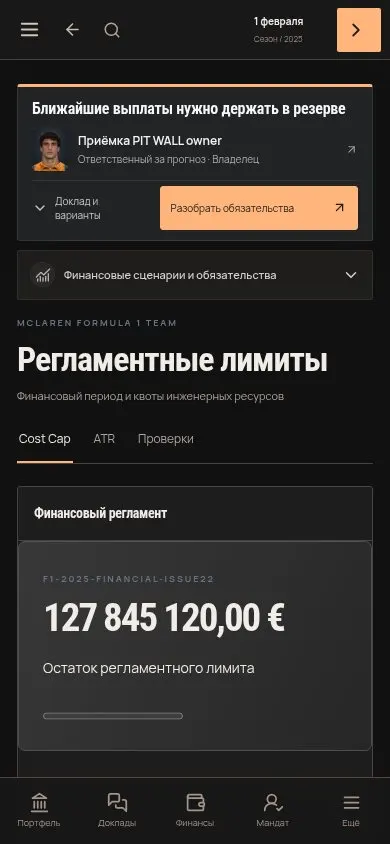 1 февраля
Сезон / 2025
Ближайшие выплаты нужно держать в резерве
Приёмка PIT WALL owner
Ответственный за прогноз · Владелец
Доклад и
варианты
Разобрать обязательства
Финансовые сценарии и обязательства
MCLAREN FORMULA 1 TEAM
Регламентные лимиты
Финансовый период и квоты инженерных ресурсов
Cost Cap
ATR
Проверки
Финансовый регламент
F1-2025-FINANCIAL-ISSUE22
127 845 120,00 €
Остаток регламентного лимита
Портфель
Доклады
Финансы
Мандат
Ещё